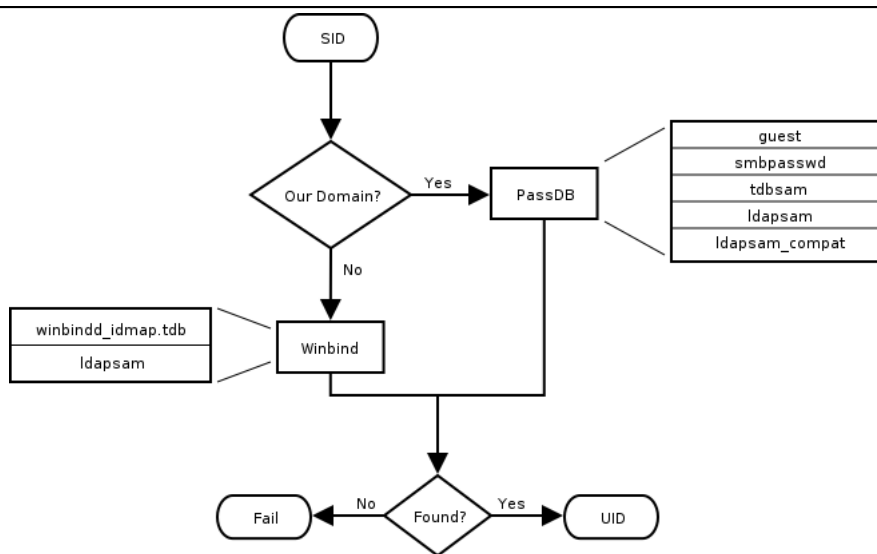 SID
Our Domain?
Yes
PassDB
guest
smbpasswd
tdbsam
ldapsam
ldapsam_compat
No
winbindd_idmap.tdb
ldapsam
Winbind
Fail
No
Found?
Yes
UID